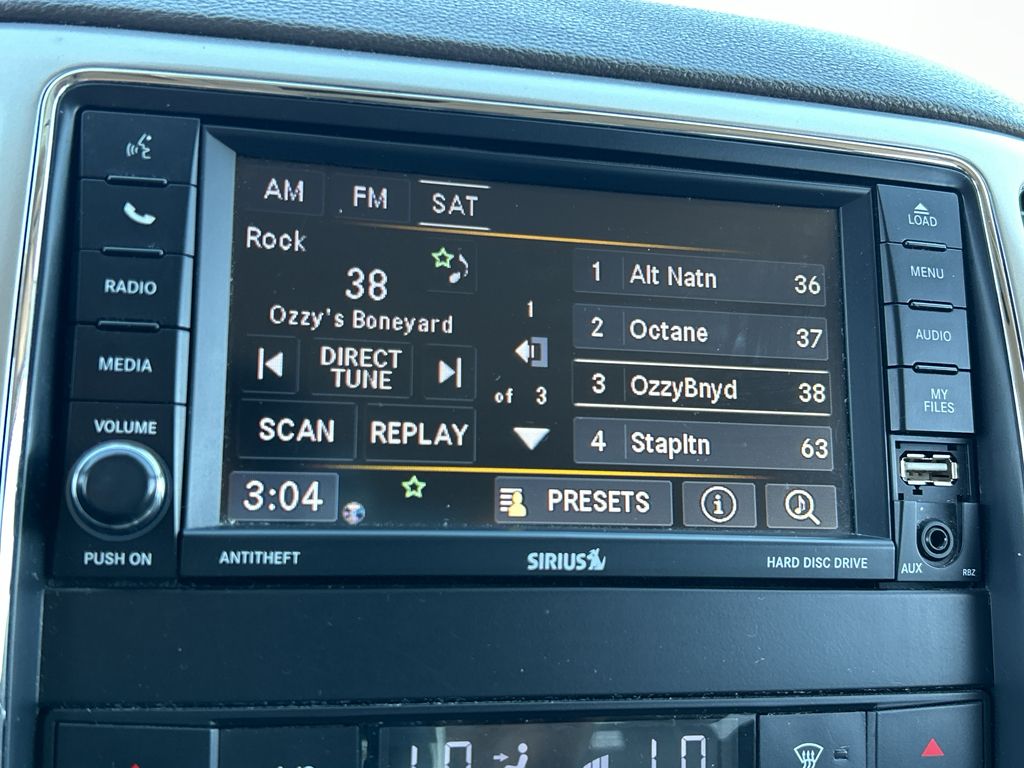 AM FM SAT
Rock
38
Ozzy's Boneyard
DIRECT
TUNE
SCAN REPLAY
1
of 3
1 Alt Natn 36
2 Octane 37
3 OzzyBnyd 38
4 Stapltn 63
3:04 PRESETS i
RADIO
MEDIA
VOLUME
PUSH ON
LOAD
MENU
AUDIO
MY
FILES
AUX
RBZ
ANTITHEFT SIRIUS HARD DISC DRIVE